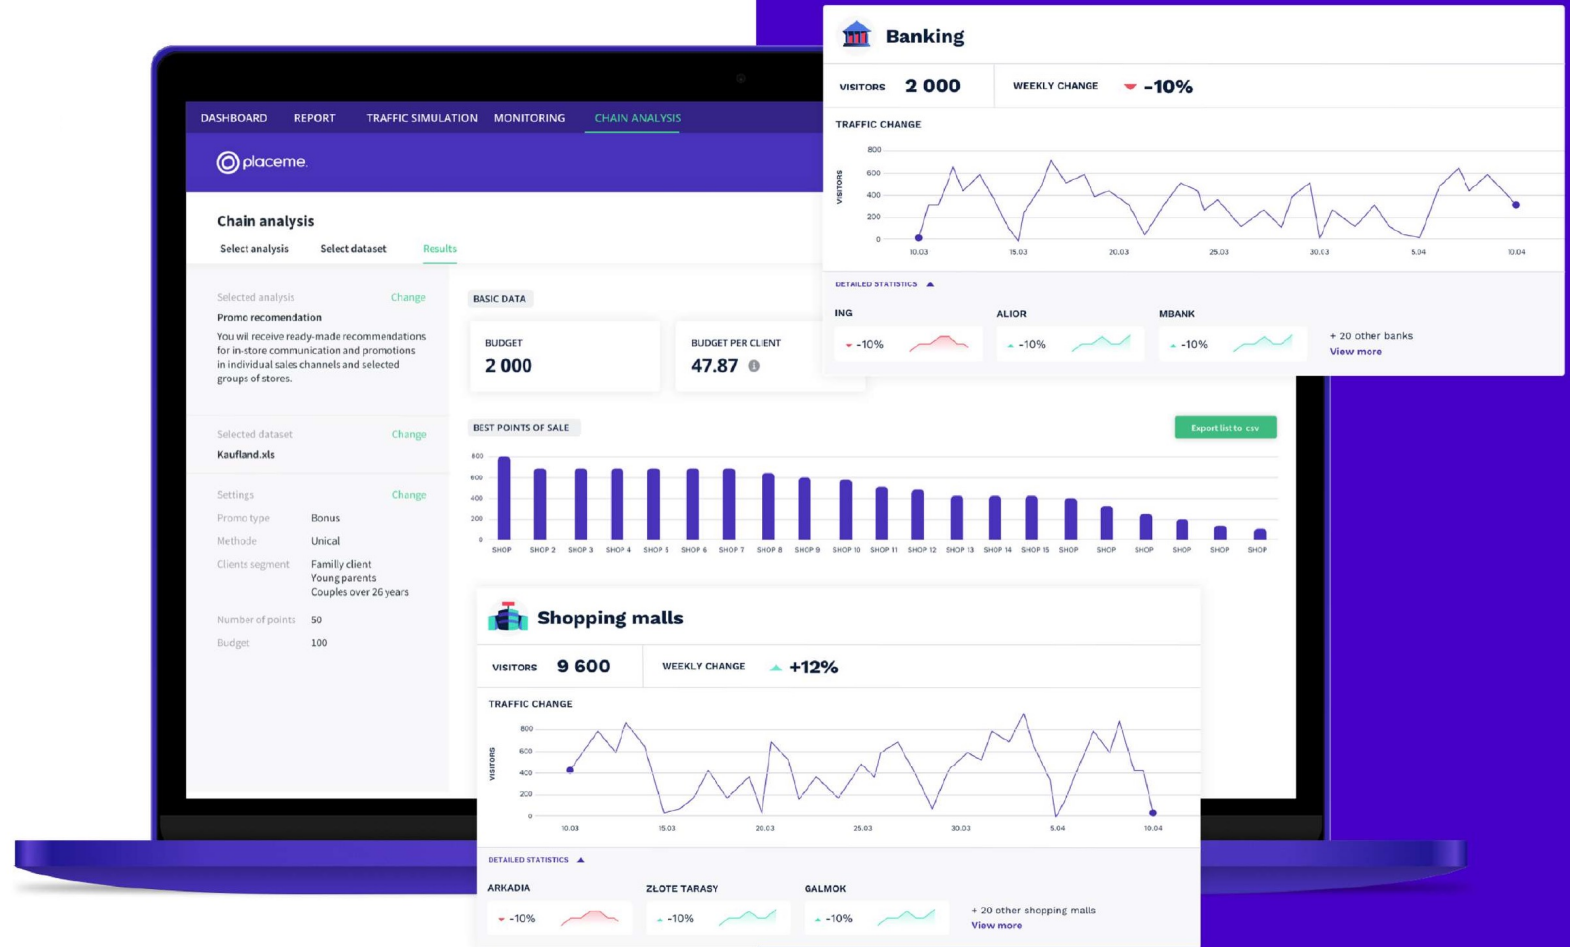 DASHBOARD REPORT TRAFFIC SIMULATION MONITORING CHAIN ANALYSIS
placeme.
Chain analysis
Select analysis Select dataset Results
Selected analysis Change
Promo recomendation
You wil receive ready-made recommendations
for in-store communication and promotions
in individual sales channels and selected
groups of stores.
Selected dataset Change
Kaufland.xls
Settings Change
Promo type Bonus
Methode Unical
Clients segment Familly client
Young parents
Couples over 26 years
Number of points 50
Budget 100
BASIC DATA
BUDGET
2 000
BUDGET PER CLIENT
47.87
BEST POINTS OF SALE
Export list to csv
800
600
400
200
0
SHOP SHOP 2 SHOP 3 SHOP 4 SHOP 5 SHOP 6 SHOP 7 SHOP 8 SHOP 9 SHOP 10 SHOP 11 SHOP 12 SHOP 13 SHOP 14 SHOP 15 SHOP SHOP SHOP SHOP SHOP SHOP
Banking
VISITORS 2 000 WEEKLY CHANGE -10%
TRAFFIC CHANGE
VISITORS
800
600
400
200
0
10.03 15.03 20.03 25.03 30.03 5.04 10.04
DETAILED STATISTICS
ING ALIOR MBANK
-10% -10% -10%
+ 20 other banks
View more
Shopping malls
VISITORS 9 600 WEEKLY CHANGE +12%
TRAFFIC CHANGE
VISITORS
800
600
400
200
0
10.03 15.03 20.03 25.03 30.03 5.04 10.04
DETAILED STATISTICS
ARKADIA ZŁOTE TARASY GALMOK
-10% -10% -10%
+ 20 other shopping malls
View more